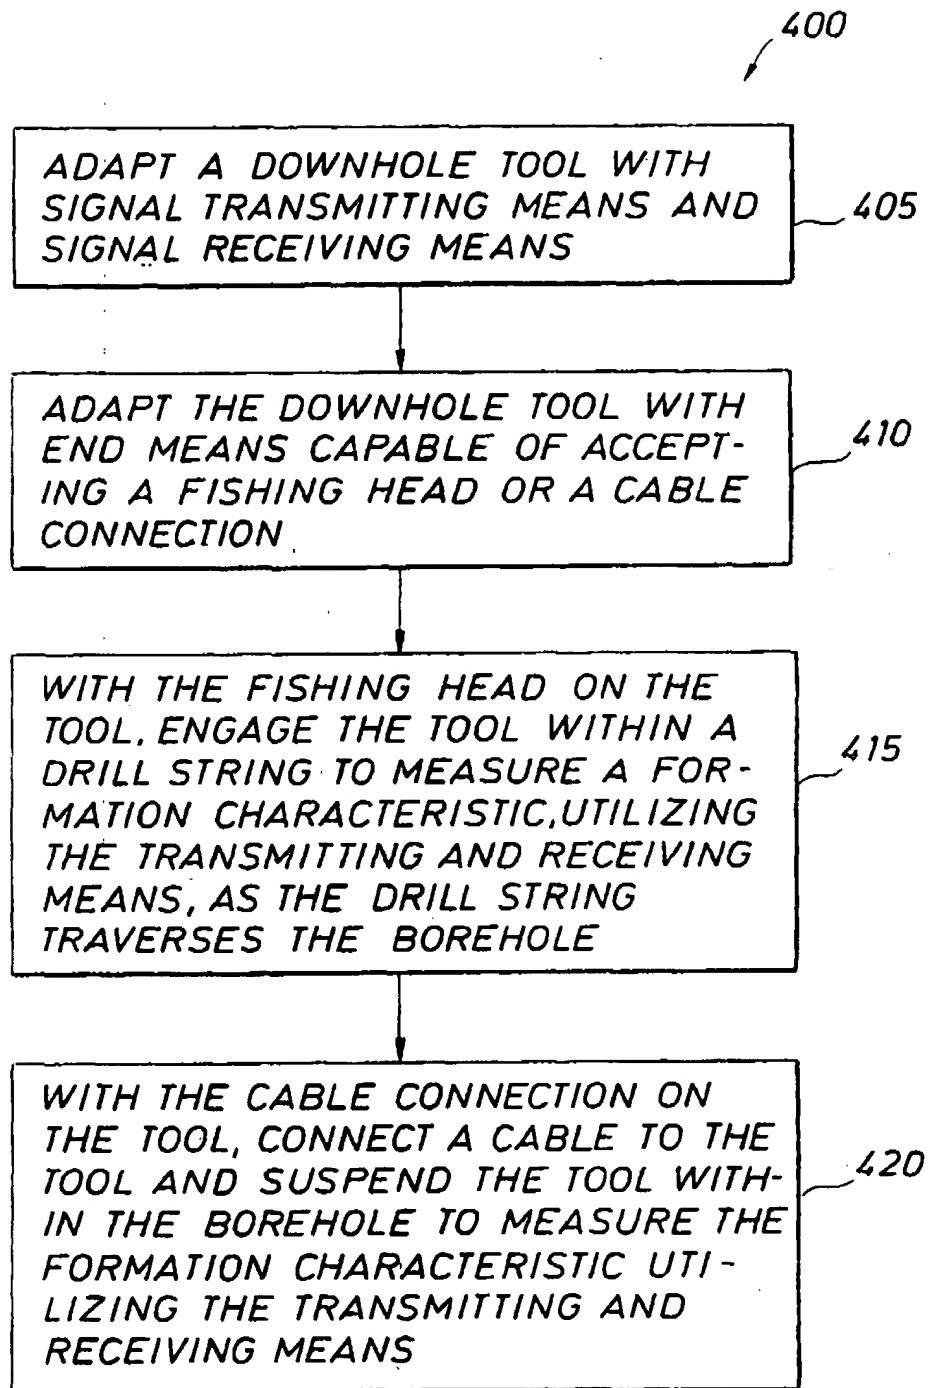 400
ADAPT A DOWNHOLE TOOL WITH
SIGNAL TRANSMITTING MEANS AND
SIGNAL RECEIVING MEANS
405
ADAPT THE DOWNHOLE TOOL WITH
END MEANS CAPABLE OF ACCEPT-
ING A FISHING HEAD OR A CABLE
CONNECTION
410
WITH THE FISHING HEAD ON THE
TOOL, ENGAGE THE TOOL WITHIN A
DRILL STRING TO MEASURE A FOR-
MATION CHARACTERISTIC, UTILIZING
THE TRANSMITTING AND RECEIVING
MEANS, AS THE DRILL STRING
TRAVERSES THE BOREHOLE
415
WITH THE CABLE CONNECTION ON
THE TOOL, CONNECT A CABLE TO THE
TOOL AND SUSPEND THE TOOL WITH-
IN THE BOREHOLE TO MEASURE THE
FORMATION CHARACTERISTIC UTI-
LIZING THE TRANSMITTING AND
RECEIVING MEANS
420